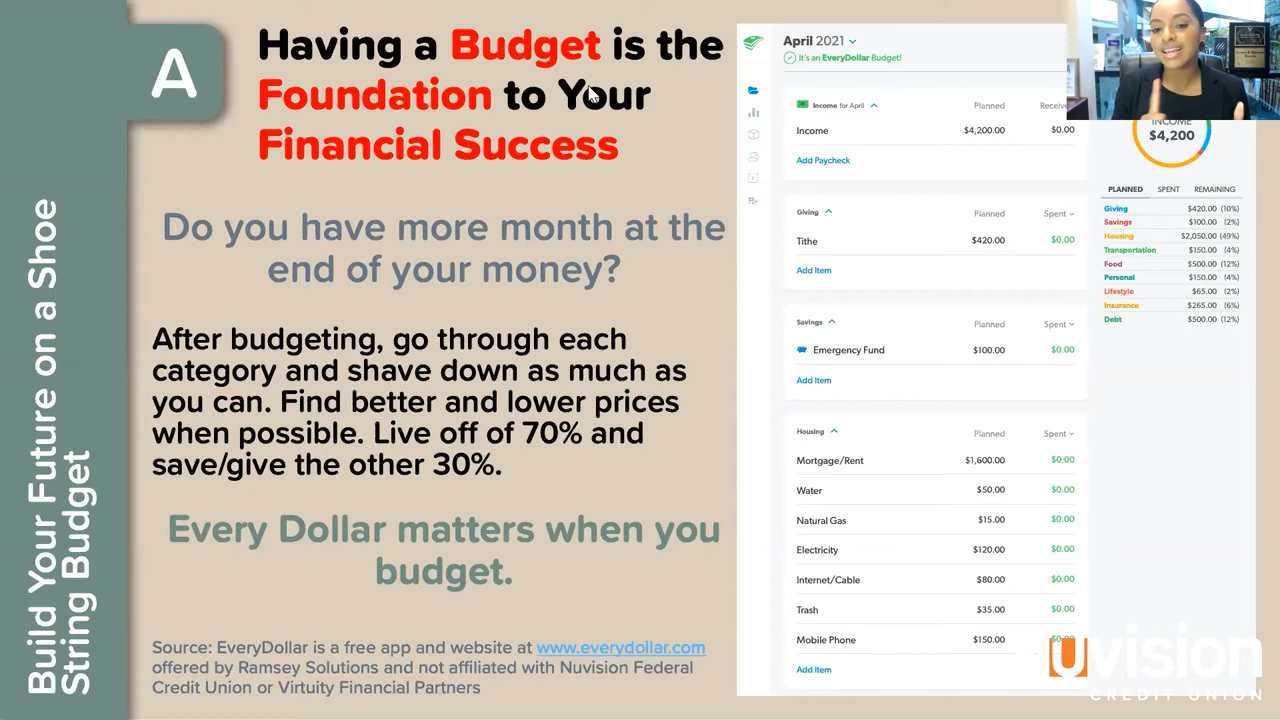 A
Build Your Future on a Shoe
String Budget
Having a Budget is the
Foundation to Your
Financial Success
Do you have more month at the
end of your money?
After budgeting, go through each
category and shave down as much as
you can. Find better and lower prices
when possible. Live off of 70% and
save/give the other 30%.
Every Dollar matters when you
budget.
Source: EveryDollar is a free app and website at www.everydollar.com
offered by Ramsey Solutions and not affiliated with Nuvision Federal
Credit Union or Virtuity Financial Partners
April 2021
It's an EveryDollar Budget!
Income for April Planned Receive
Income $4,200.00 $0.00
Add Paycheck
Giving Planned Spent
Tithe $420.00 $0.00
Add Item
Savings Planned Spent
Emergency Fund $100.00 $0.00
Add Item
Housing Planned Spent
Mortgage/Rent $1,600.00 $0.00
Water $50.00 $0.00
Natural Gas $15.00 $0.00
Electricity $120.00 $0.00
Internet/Cable $80.00 $0.00
Trash $35.00 $0.00
Mobile Phone $150.00 $0.00
Add Item
INCOME
$4,200
PLANNED SPENT REMAINING
Giving $420.00 (10%)
Savings $100.00 (2%)
Housing $2,050.00 (49%)
Transportation $150.00 (4%)
Food $500.00 (12%)
Personal $150.00 (4%)
Lifestyle $65.00 (2%)
Insurance $265.00 (6%)
Debt $500.00 (12%)
nuvision
CREDIT UNION